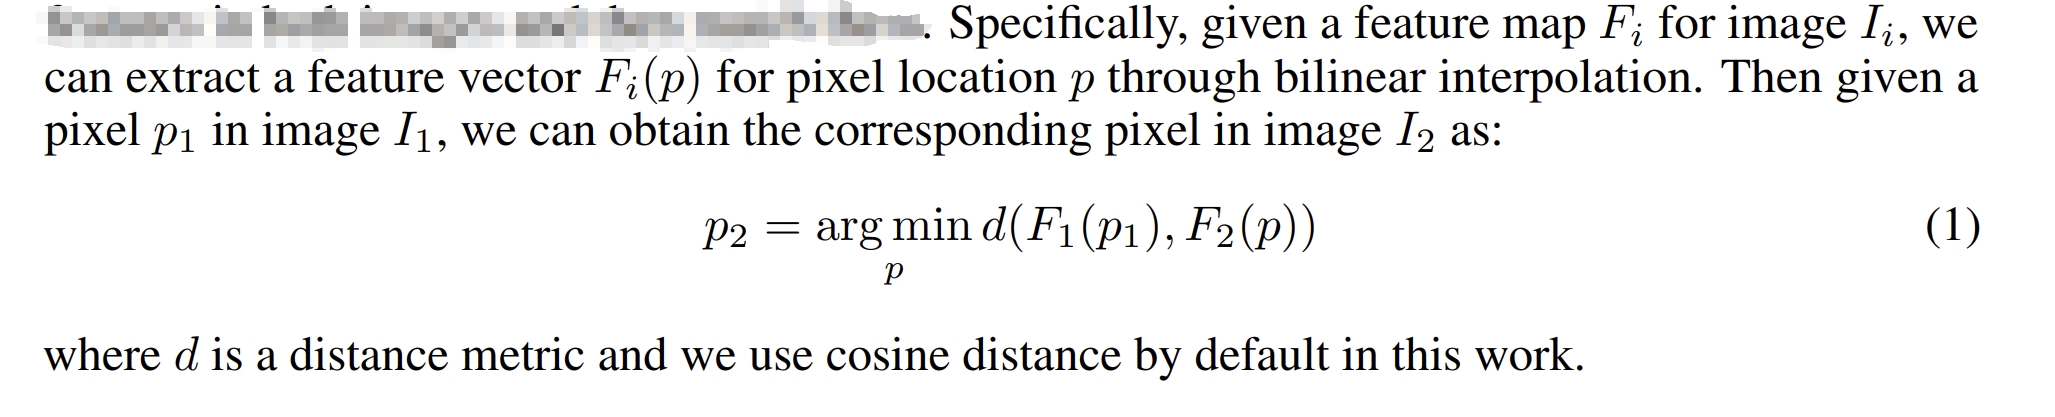 . Specifically, given a feature map F_i for image I_i, we
can extract a feature vector F_i(p) for pixel location p through bilinear interpolation. Then given a
pixel p_1 in image I_1, we can obtain the corresponding pixel in image I_2 as:
p_2 = arg min_p d(F_1(p_1), F_2(p)) (1)
where d is a distance metric and we use cosine distance by default in this work.